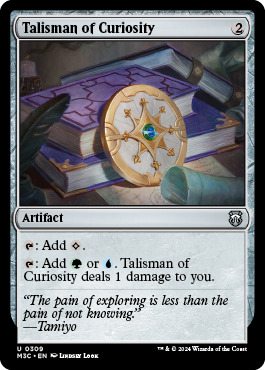 Talisman of Curiosity 2
Artifact
: Add .
: Add or . Talisman of
Curiosity deals 1 damage to you.
“The pain of exploring is less than the
pain of not knowing.”
—Tamiyo
U 0309
M3C • EN Lindsey Look
™ & © 2024 Wizards of the Coast